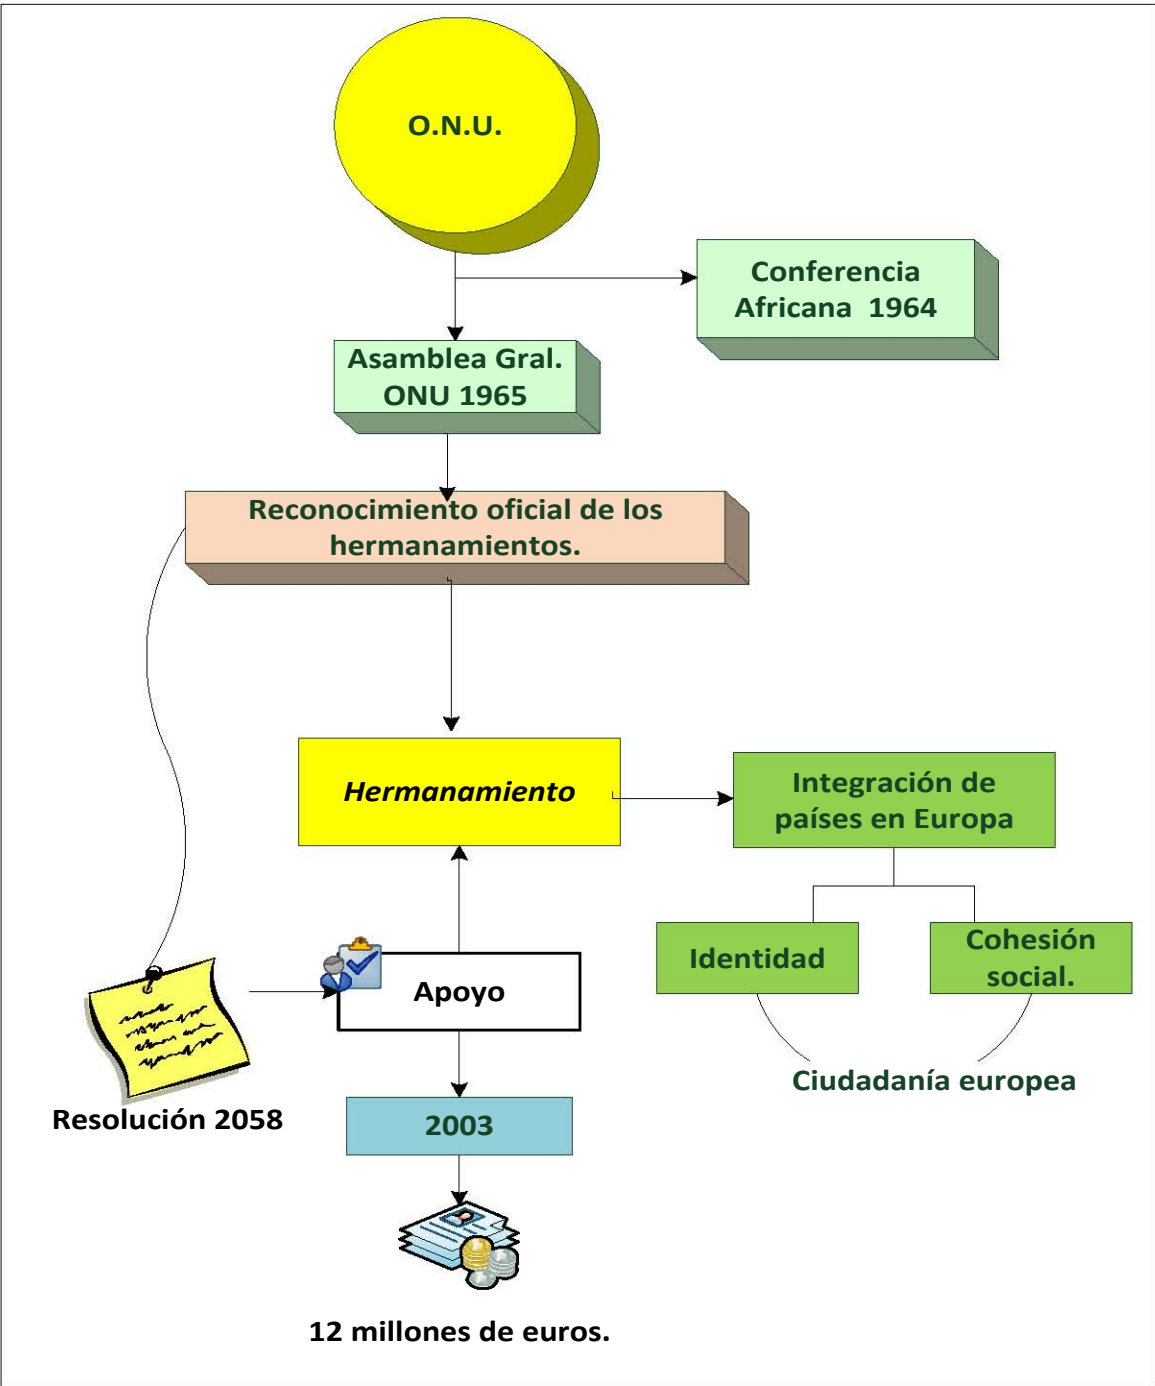 O.N.U.
Conferencia
Africana 1964
Asamblea Gral.
ONU 1965
Reconocimiento oficial de los
hermanamientos.
Hermanamiento
Integración de
países en Europa
Identidad
Cohesión
social.
Apoyo
Ciudadanía europea
Resolución 2058
2003
12 millones de euros.